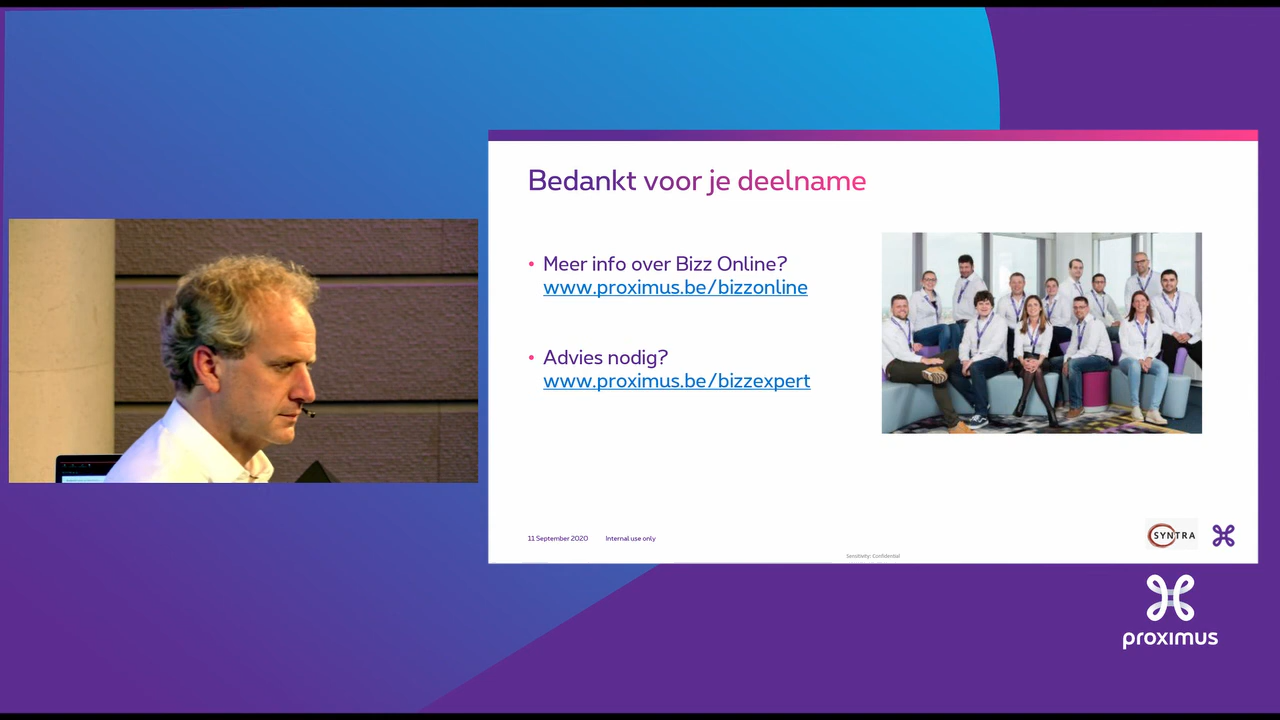 Bedankt voor je deelname
• Meer info over Bizz Online?
www.proximus.be/bizzonline
• Advies nodig?
www.proximus.be/bizzexpert
11 September 2020 Internal use only
SYNTRA
Sensitivity: Confidential
proximus